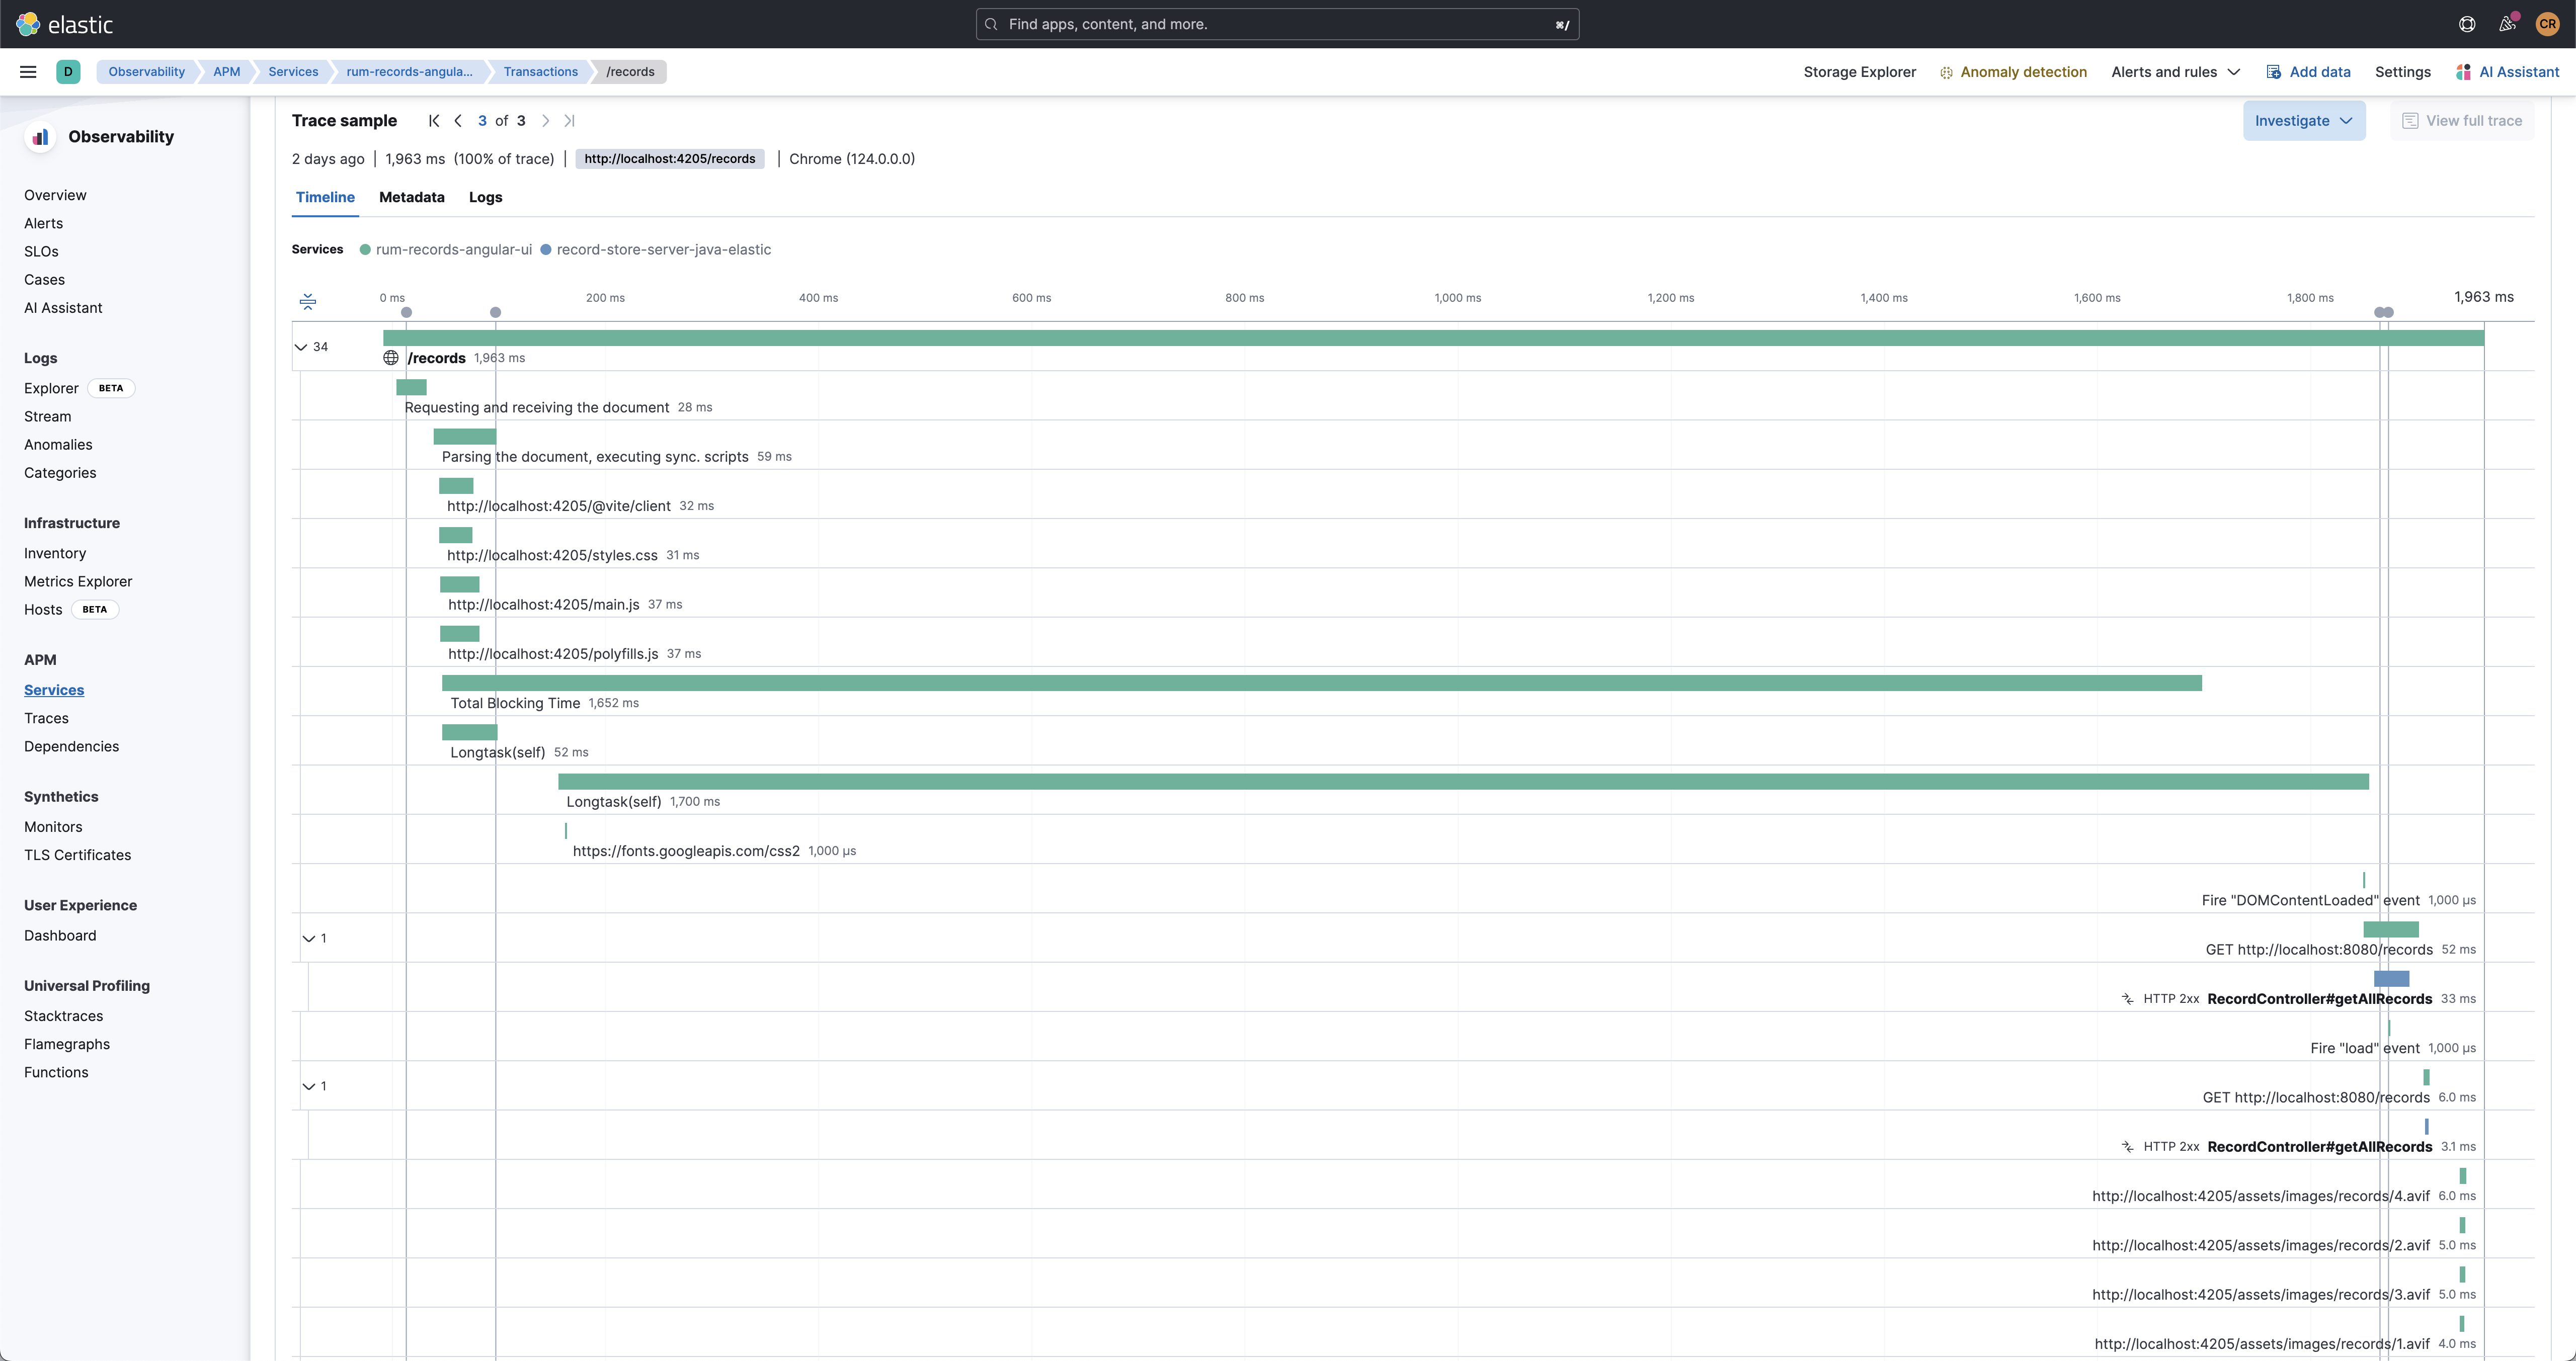 elastic
Find apps, content, and more. ⌘/
CR
D Observability APM Services rum-records-angula... Transactions /records
Storage Explorer Anomaly detection Alerts and rules Add data Settings AI Assistant
Observability
Overview
Alerts
SLOs
Cases
AI Assistant
Logs
Explorer BETA
Stream
Anomalies
Categories
Infrastructure
Inventory
Metrics Explorer
Hosts BETA
APM
Services
Traces
Dependencies
Synthetics
Monitors
TLS Certificates
User Experience
Dashboard
Universal Profiling
Stacktraces
Flamegraphs
Functions
Trace sample 3 of 3
Investigate View full trace
2 days ago | 1,963 ms (100% of trace) | http://localhost:4205/records | Chrome (124.0.0.0)
Timeline Metadata Logs
Services rum-records-angular-ui record-store-server-java-elastic
0 ms 200 ms 400 ms 600 ms 800 ms 1,000 ms 1,200 ms 1,400 ms 1,600 ms 1,800 ms 1,963 ms
34
/records 1,963 ms
Requesting and receiving the document 28 ms
Parsing the document, executing sync. scripts 59 ms
http://localhost:4205/@vite/client 32 ms
http://localhost:4205/styles.css 31 ms
http://localhost:4205/main.js 37 ms
http://localhost:4205/polyfills.js 37 ms
Total Blocking Time 1,652 ms
Longtask(self) 52 ms
Longtask(self) 1,700 ms
https://fonts.googleapis.com/css2 1,000 μs
Fire "DOMContentLoaded" event 1,000 μs
1
GET http://localhost:8080/records 52 ms
HTTP 2xx RecordController#getAllRecords 33 ms
Fire "load" event 1,000 μs
1
GET http://localhost:8080/records 6.0 ms
HTTP 2xx RecordController#getAllRecords 3.1 ms
http://localhost:4205/assets/images/records/4.avif 6.0 ms
http://localhost:4205/assets/images/records/2.avif 5.0 ms
http://localhost:4205/assets/images/records/3.avif 5.0 ms
http://localhost:4205/assets/images/records/1.avif 4.0 ms